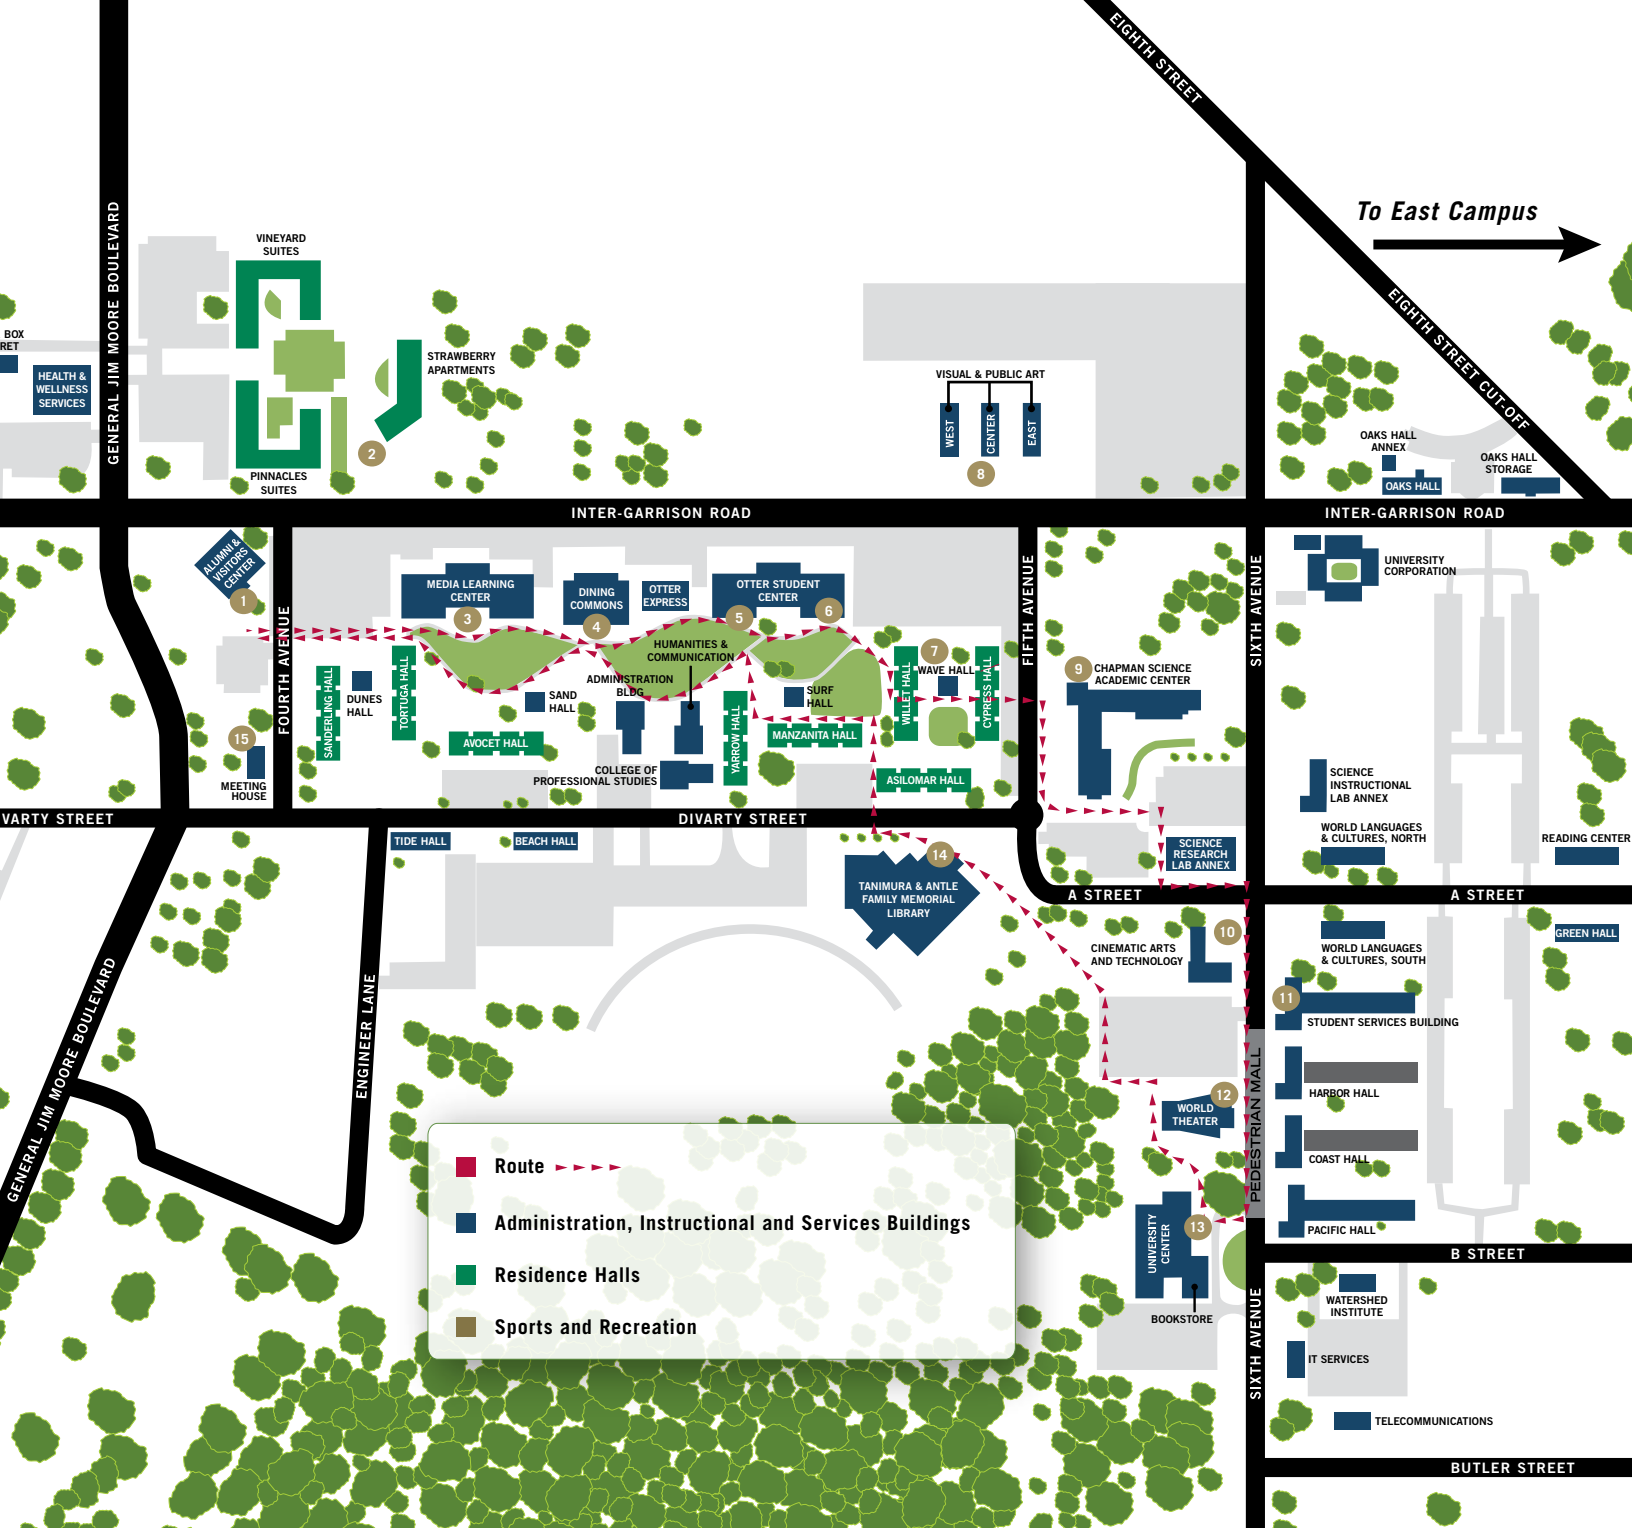 EIGHTH STREET
To East Campus
GENERAL JIM MOORE BOULEVARD
VINEYARD
SUITES
BOX
RET
HEALTH &
WELLNESS
SERVICES
STRAWBERRY
APARTMENTS
2
PINNACLES
SUITES
VISUAL & PUBLIC ART
WEST
CENTER
EAST
8
EIGHTH STREET CUT-OFF
OAKS HALL
ANNEX
OAKS HALL
STORAGE
OAKS HALL
INTER-GARRISON ROAD
INTER-GARRISON ROAD
ALUMNI &
VISITORS
CENTER
1
FOURTH AVENUE
MEDIA LEARNING
CENTER
3
DINING
COMMONS
4
OTTER
EXPRESS
OTTER STUDENT
CENTER
5
6
HUMANITIES &
COMMUNICATION
ADMINISTRATION
BLDG
SANDERLING HALL
DUNES
HALL
TORTUGA HALL
SAND
HALL
AVOCET HALL
COLLEGE OF
PROFESSIONAL STUDIES
YARROW HALL
SURF
HALL
MANZANITA HALL
WILLET HALL
7
WAVE HALL
CYPRESS HALL
ASILOMAR HALL
FIFTH AVENUE
9
CHAPMAN SCIENCE
ACADEMIC CENTER
SIXTH AVENUE
UNIVERSITY
CORPORATION
15
MEETING
HOUSE
SCIENCE
INSTRUCTIONAL
LAB ANNEX
WORLD LANGUAGES
& CULTURES, NORTH
READING CENTER
VARTY STREET
DIVARTY STREET
TIDE HALL
BEACH HALL
14
TANIMURA & ANTLE
FAMILY MEMORIAL
LIBRARY
SCIENCE
RESEARCH
LAB ANNEX
A STREET
A STREET
10
CINEMATIC ARTS
AND TECHNOLOGY
WORLD LANGUAGES
& CULTURES, SOUTH
GREEN HALL
11
STUDENT SERVICES BUILDING
GENERAL JIM MOORE BOULEVARD
ENGINEER LANE
PEDESTRIAN MALL
HARBOR HALL
12
WORLD
THEATER
COAST HALL
PACIFIC HALL
13
UNIVERSITY
CENTER
BOOKSTORE
B STREET
SIXTH AVENUE
WATERSHED
INSTITUTE
IT SERVICES
TELECOMMUNICATIONS
BUTLER STREET
Route
Administration, Instructional and Services Buildings
Residence Halls
Sports and Recreation